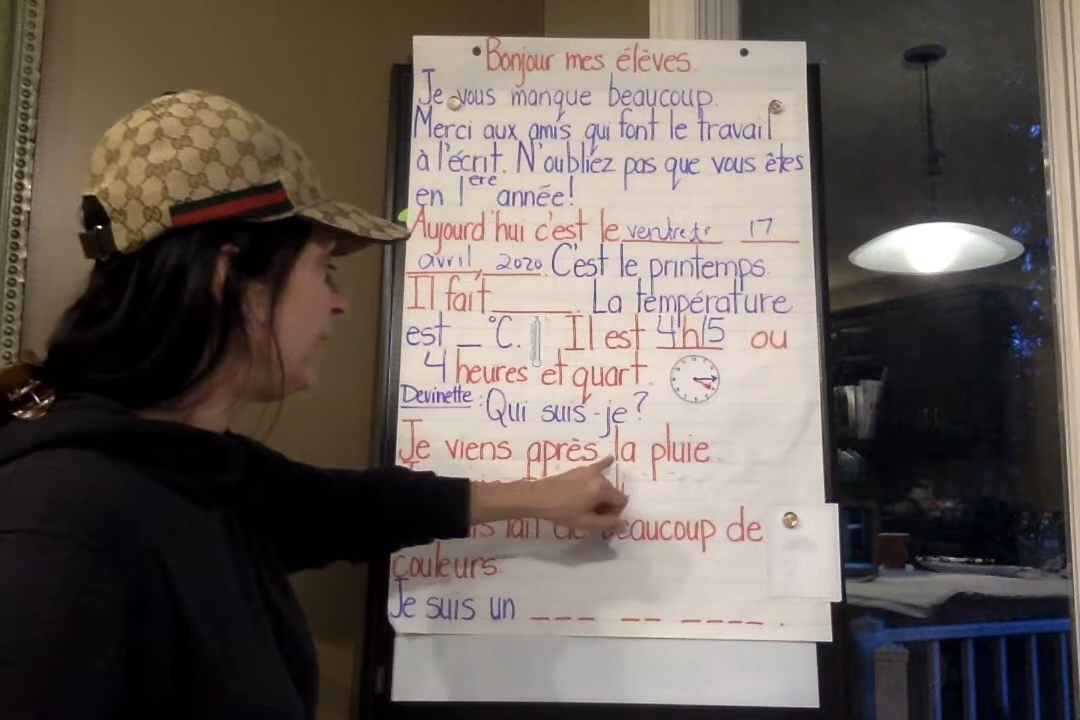 Bonjour mes élèves.
Je vous manque beaucoup.
Merci aux amis qui font le travail
à l'écrit. N'oubliez pas que vous êtes
en 1ère année!
Aujourd'hui c'est le vendredi 17
avril, 2020. C'est le printemps.
Il fait ______. La température
est _ °C. Il est 4h15 ou
4 heures et quart.
Devinette: Qui suis-je?
Je viens après la pluie.
fait de beaucoup de
couleurs.
Je suis un ___ __ ____.